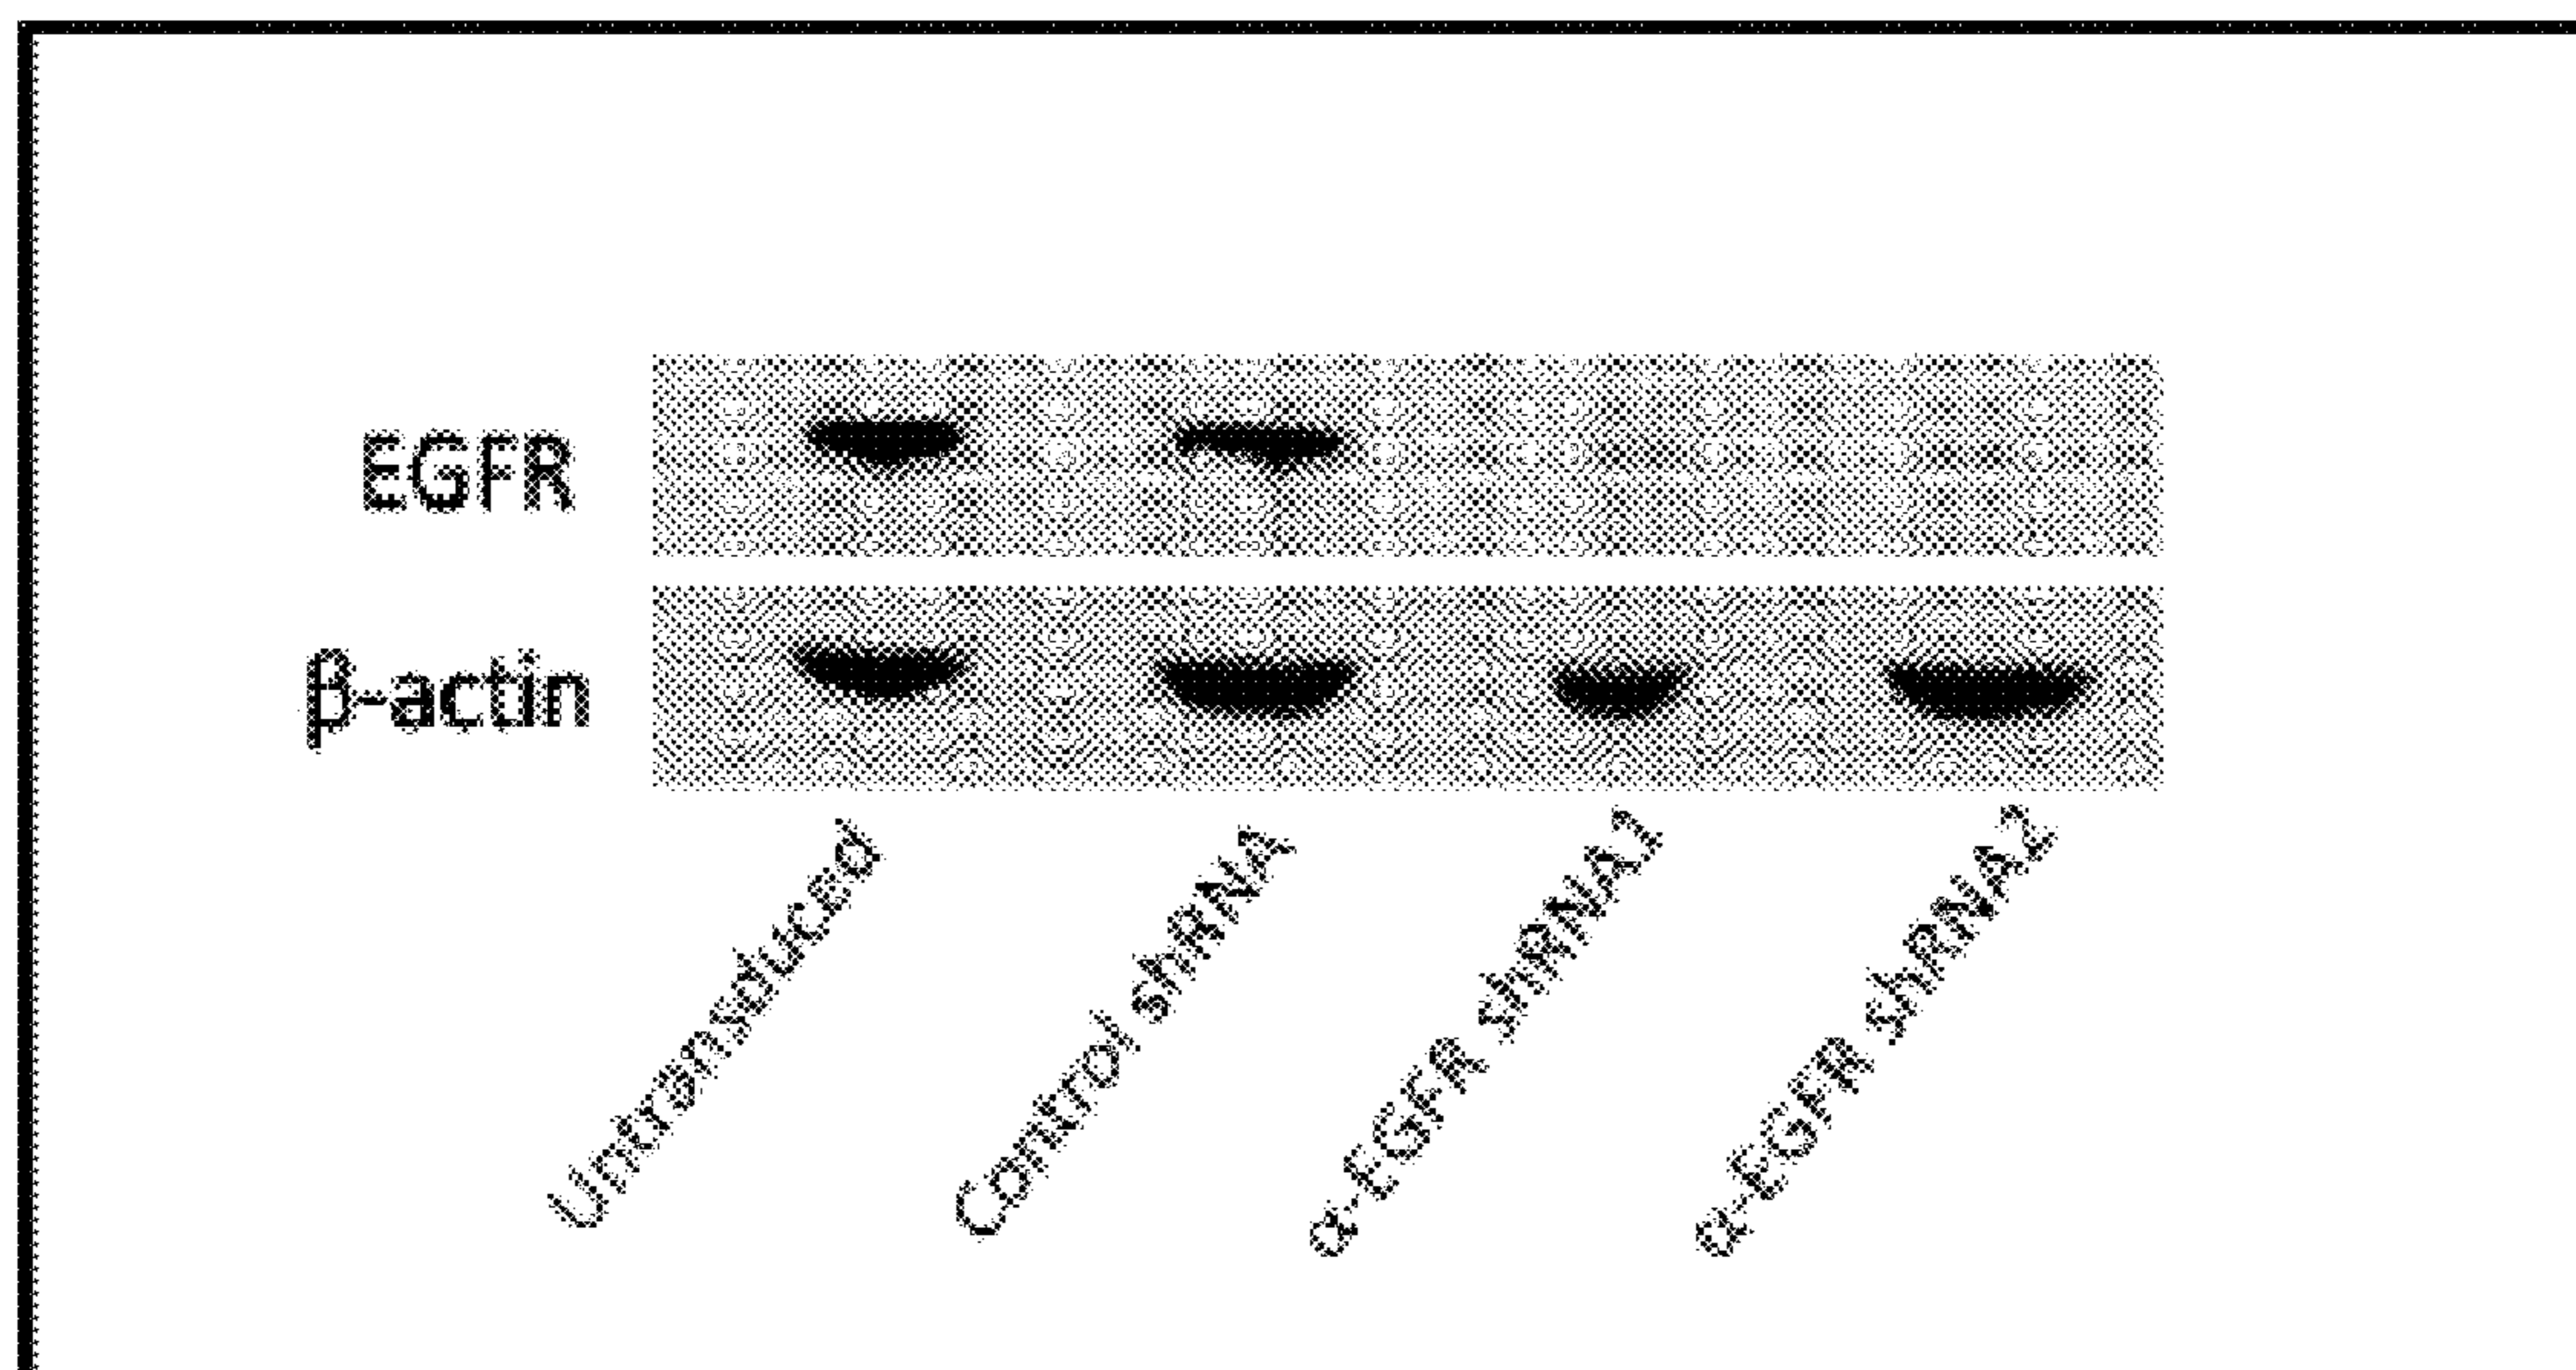 EGFR
β-actin
Untransduced
Control shRNA
α-EGFR shRNA1
α-EGFR shRNA2